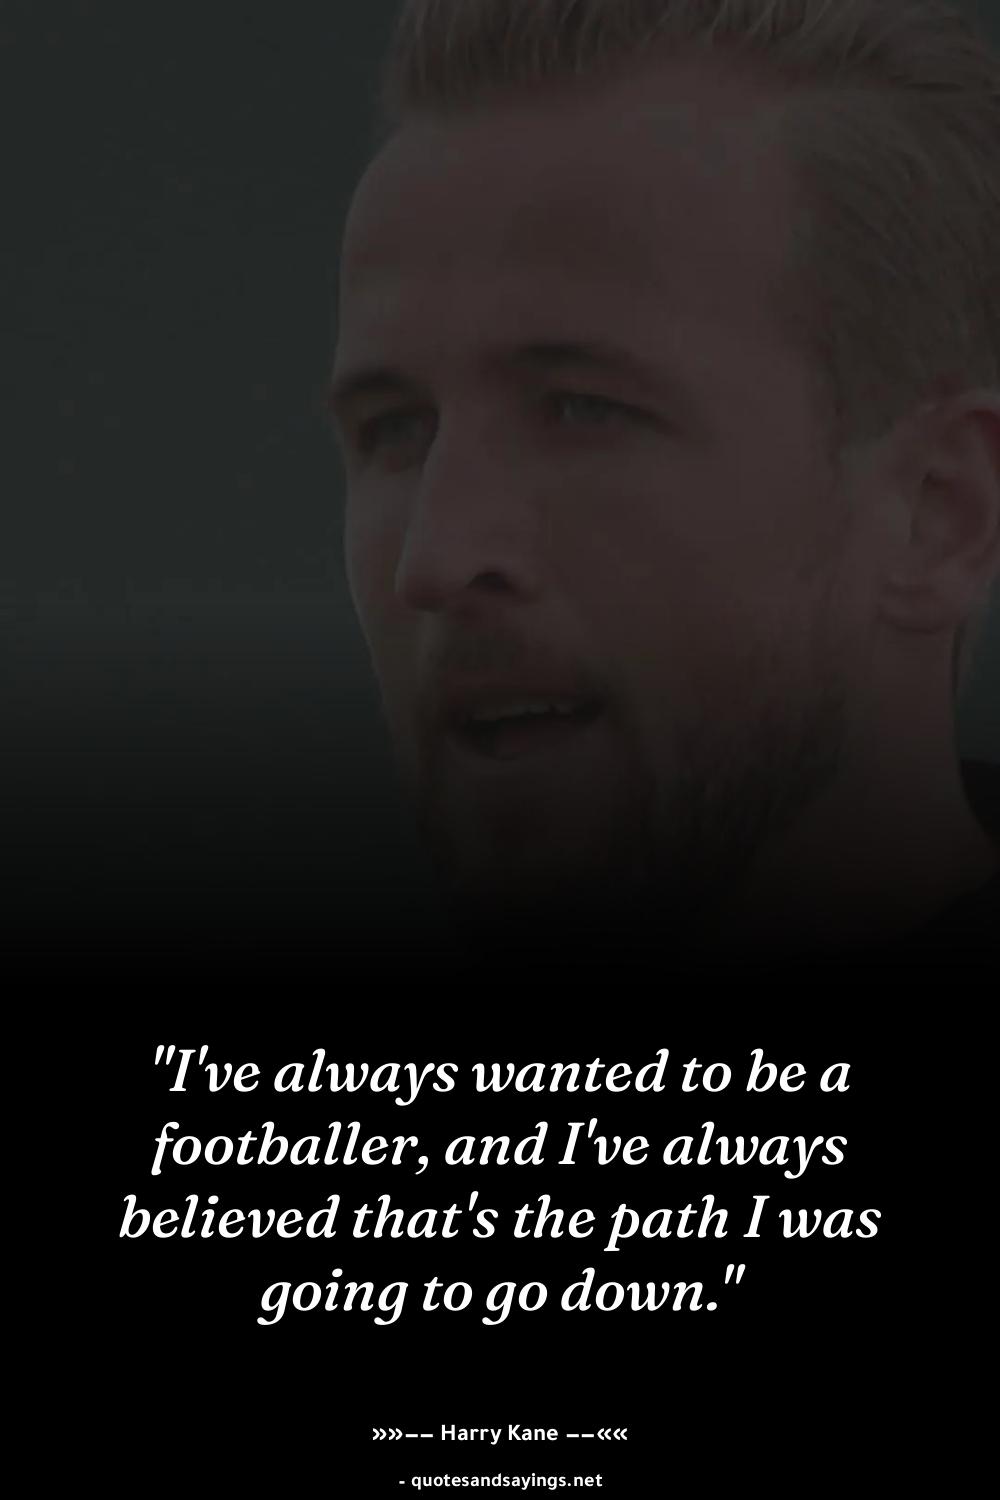 "I've always wanted to be a
footballer, and I've always
believed that's the path I was
going to go down."
»»–– Harry Kane ––««
- quotesandsayings.net